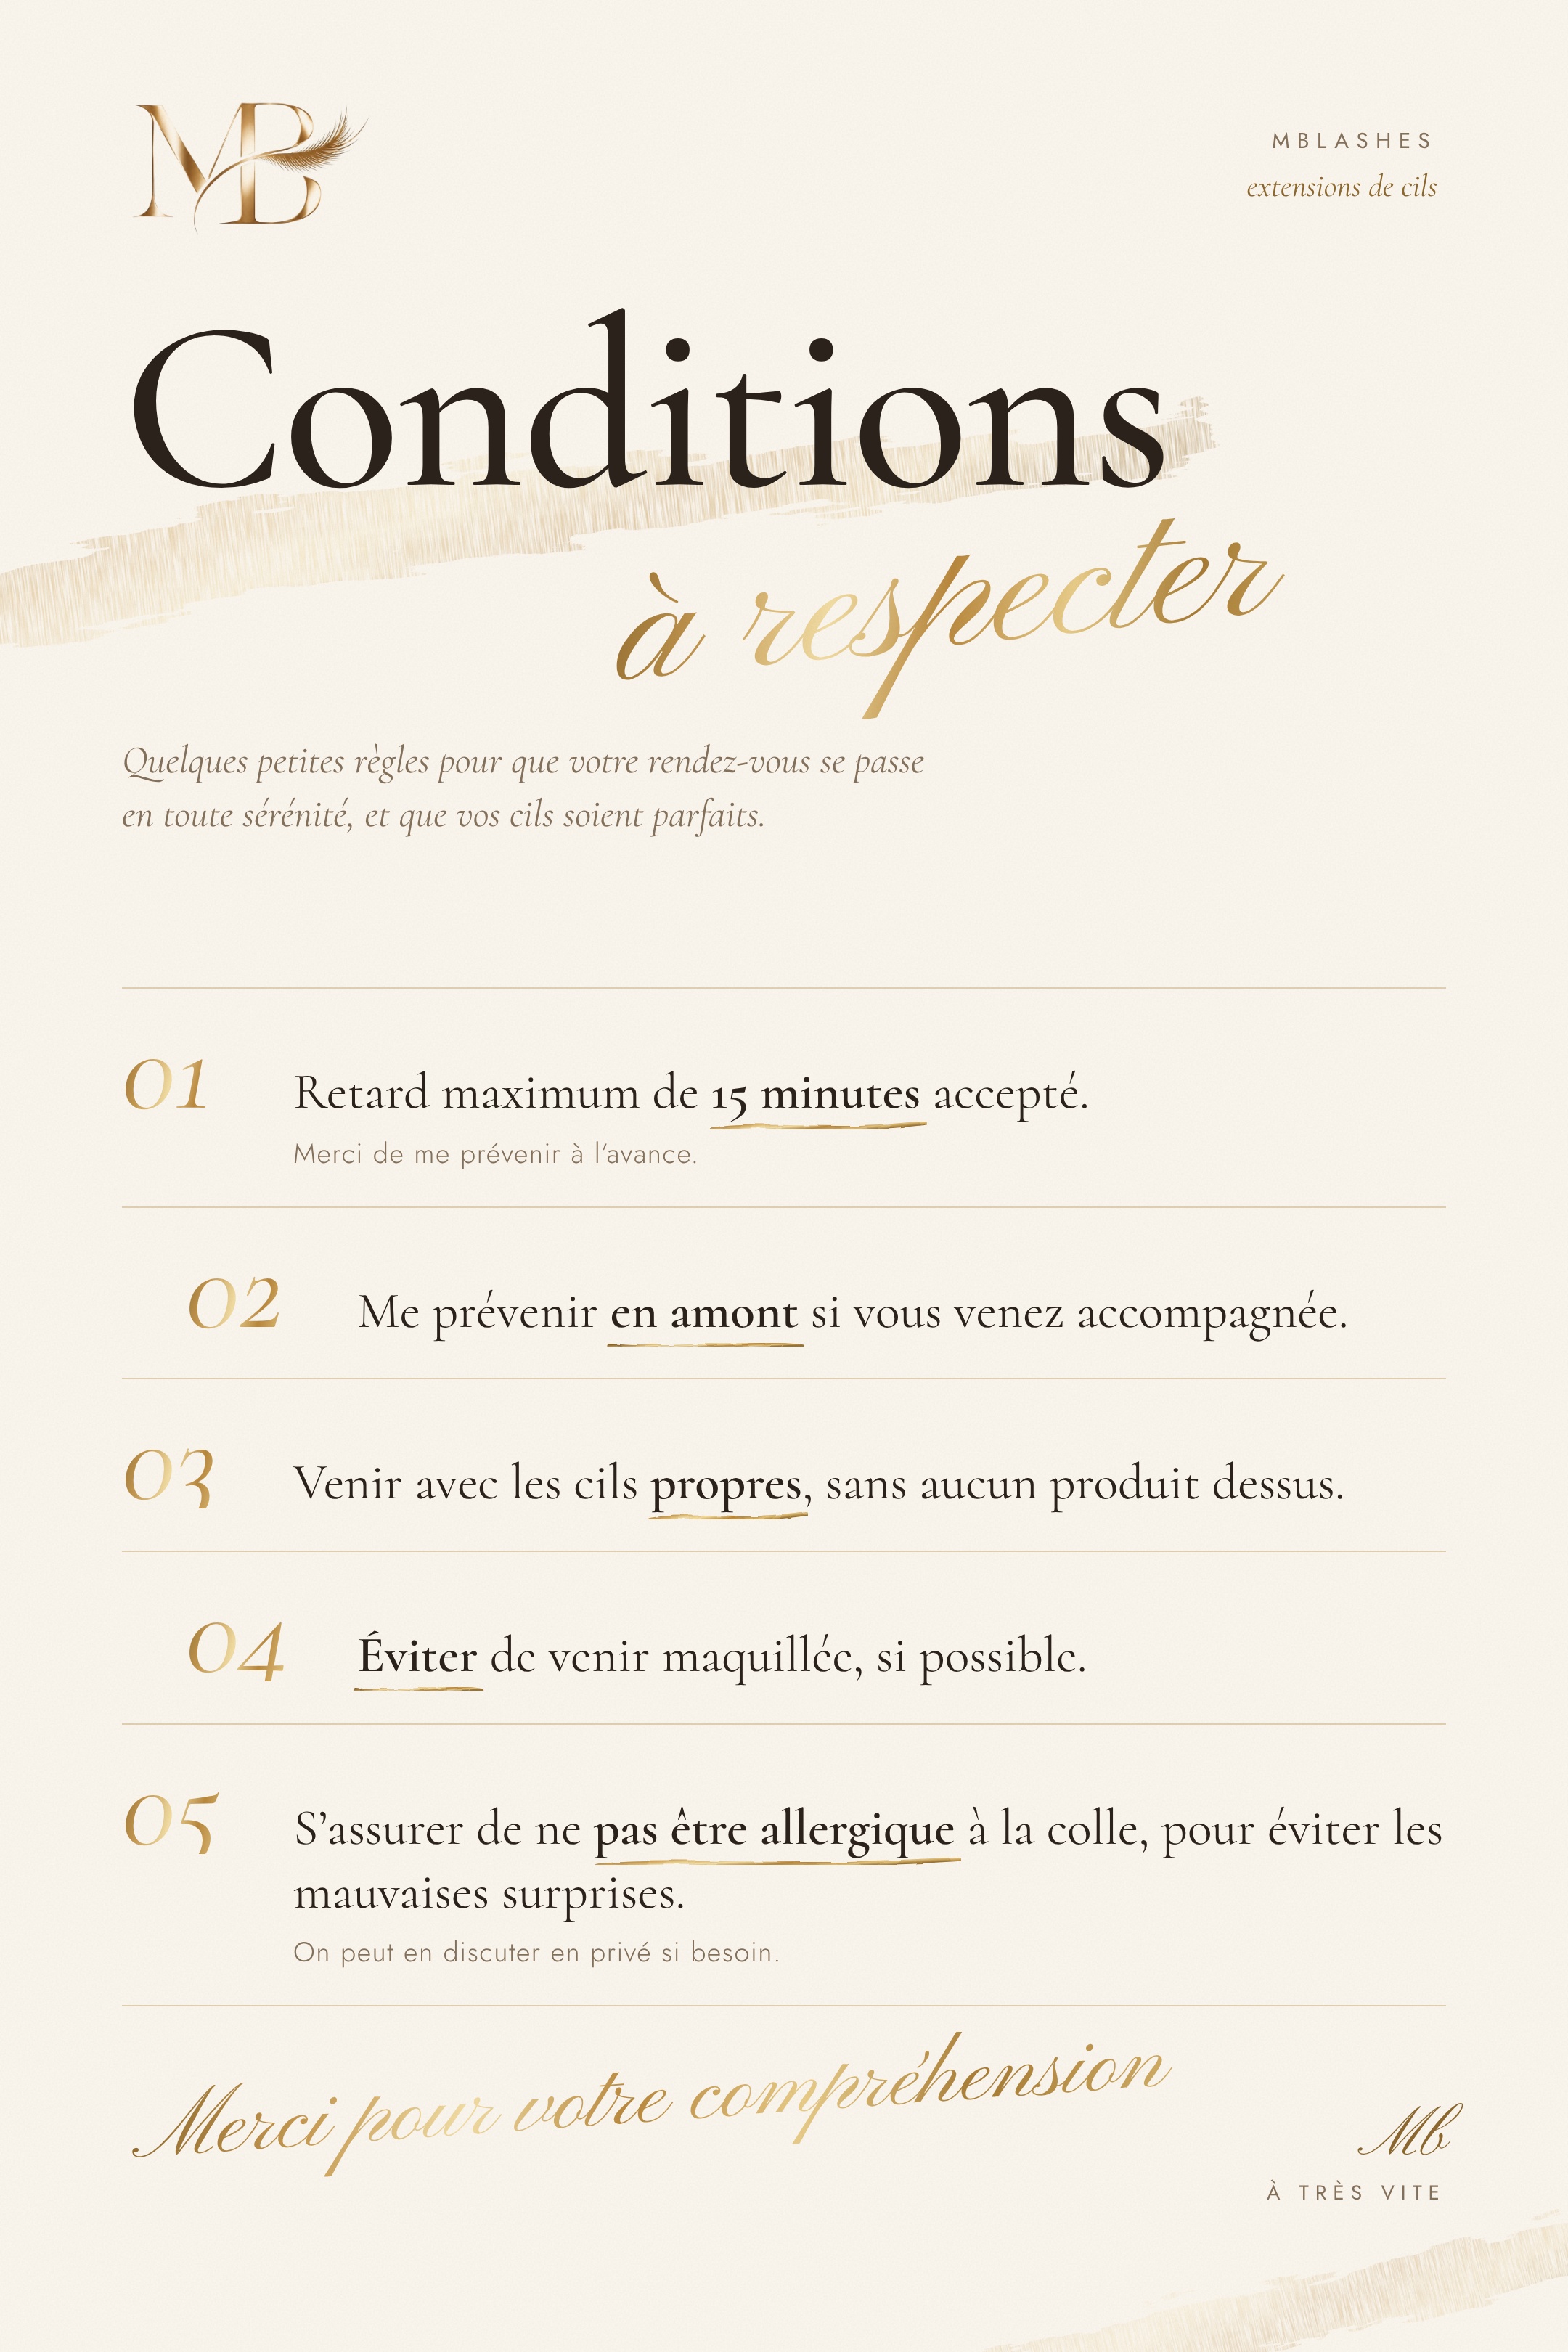 MB
MBLASHES
extensions de cils
Conditions
à respecter
Quelques petites règles pour que votre rendez-vous se passe
en toute sérénité, et que vos cils soient parfaits.
01
Retard maximum de 15 minutes accepté.
Merci de me prévenir à l’avance.
02
Me prévenir en amont si vous venez accompagnée.
03
Venir avec les cils propres, sans aucun produit dessus.
04
Éviter de venir maquillée, si possible.
05
S’assurer de ne pas être allergique à la colle, pour éviter les
mauvaises surprises.
On peut en discuter en privé si besoin.
Merci pour votre compréhension
Mb
À TRÈS VITE